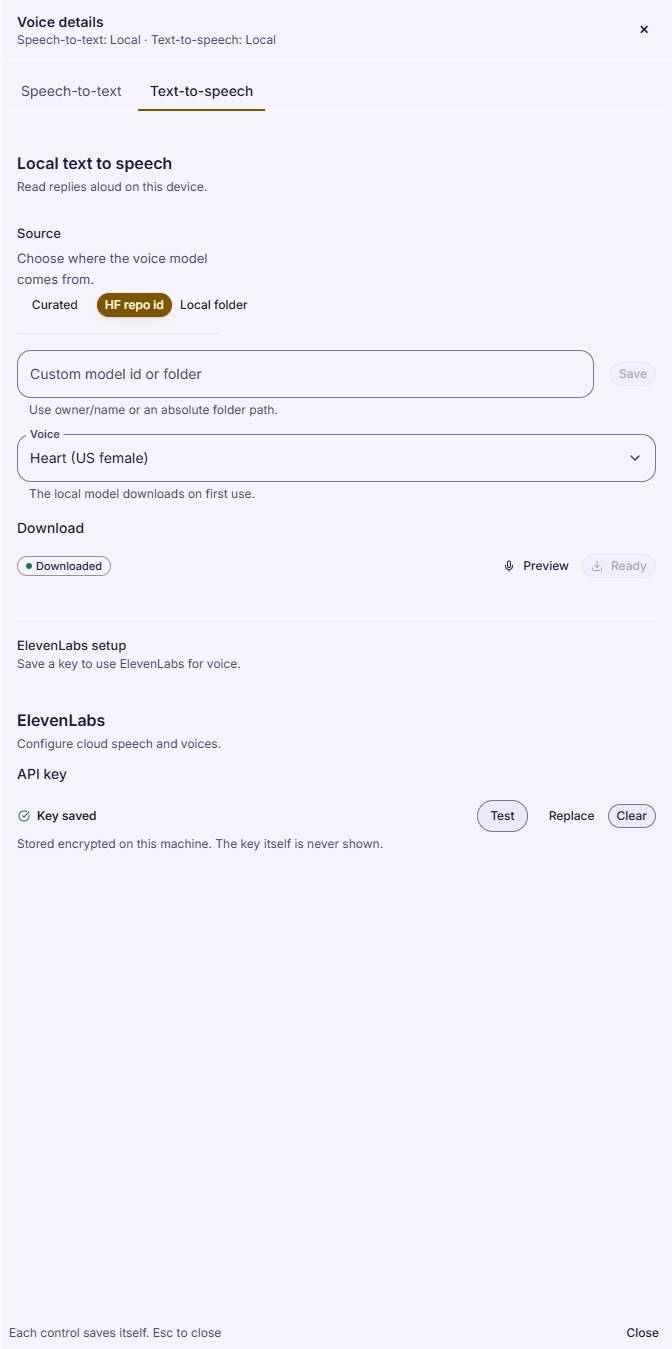 Voice details
Speech-to-text: Local · Text-to-speech: Local
Speech-to-text Text-to-speech
Local text to speech
Read replies aloud on this device.
Source
Choose where the voice model
comes from.
Curated HF repo id Local folder
Custom model id or folder Save
Use owner/name or an absolute folder path.
Voice
Heart (US female)
The local model downloads on first use.
Download
Downloaded Preview Ready
ElevenLabs setup
Save a key to use ElevenLabs for voice.
ElevenLabs
Configure cloud speech and voices.
API key
Key saved Test Replace Clear
Stored encrypted on this machine. The key itself is never shown.
Each control saves itself. Esc to close Close